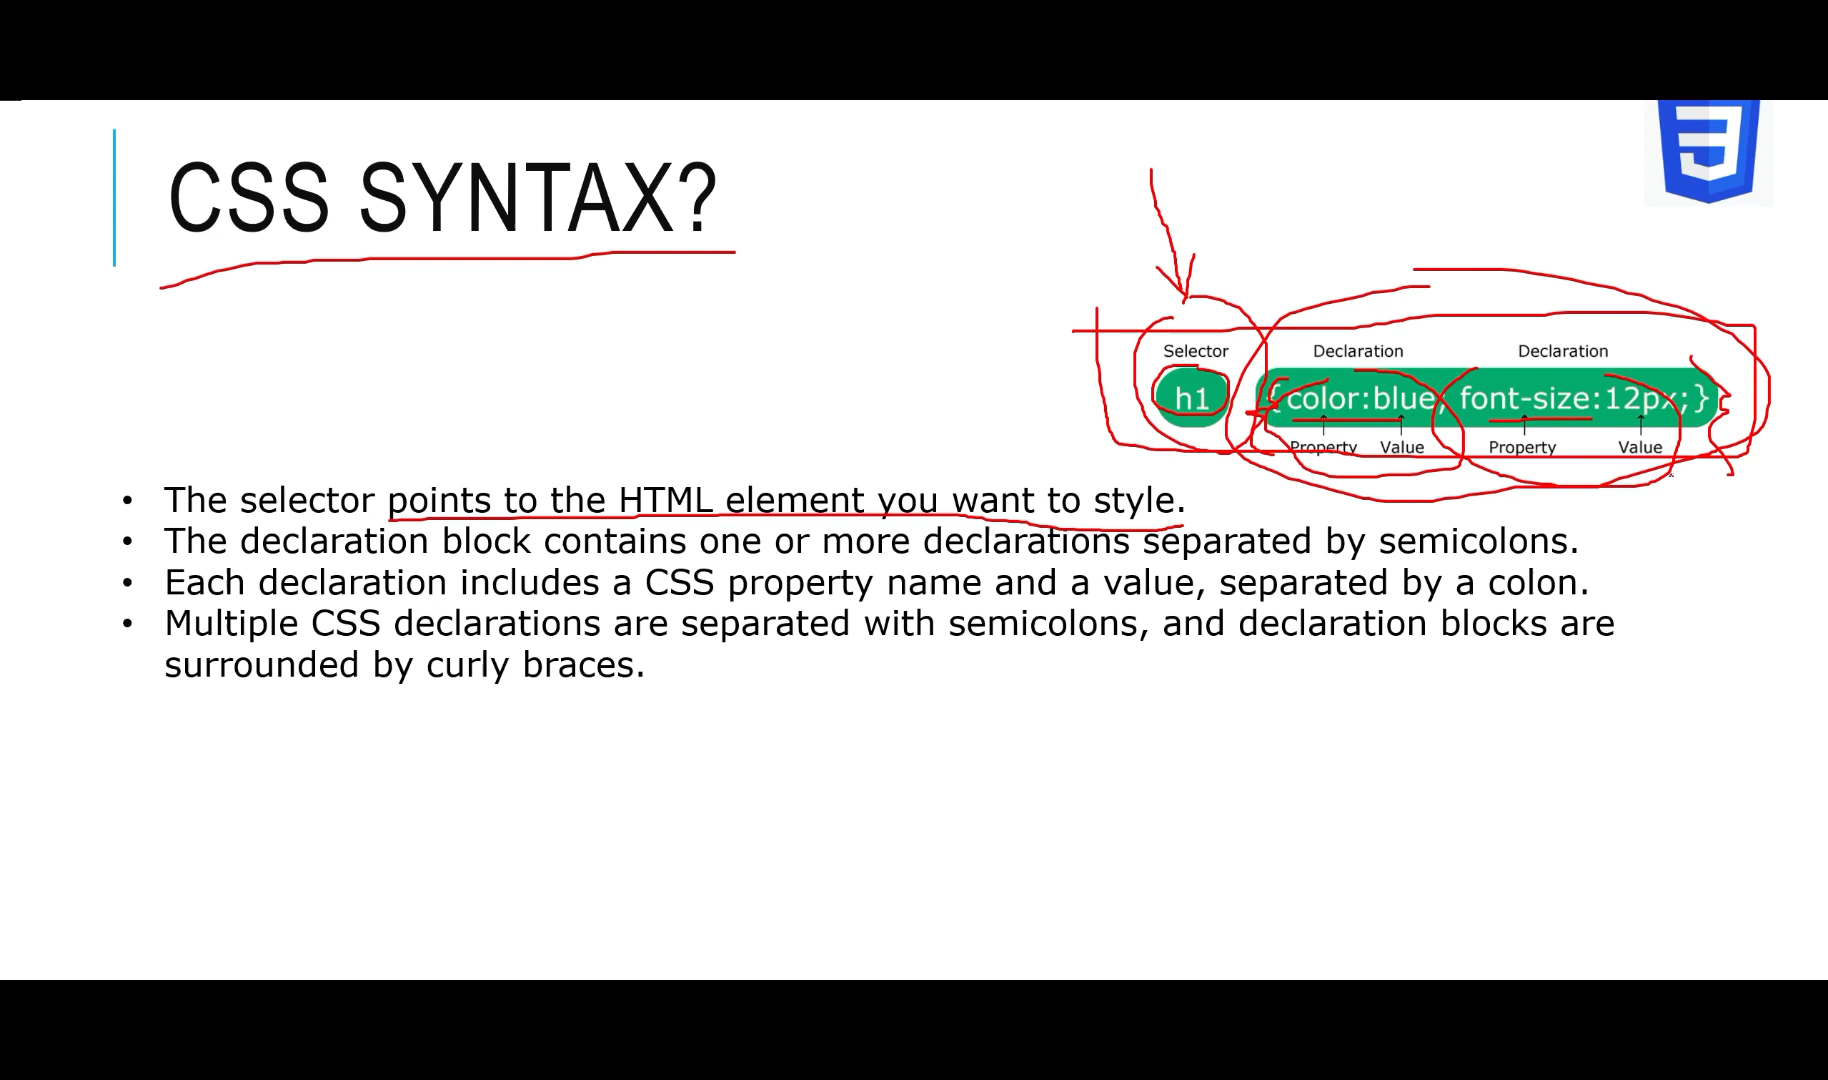 CSS SYNTAX?
Selector Declaration Declaration
h1 {color:blue; font-size:12px;}
Property Value Property Value
• The selector points to the HTML element you want to style.
• The declaration block contains one or more declarations separated by semicolons.
• Each declaration includes a CSS property name and a value, separated by a colon.
• Multiple CSS declarations are separated with semicolons, and declaration blocks are
surrounded by curly braces.